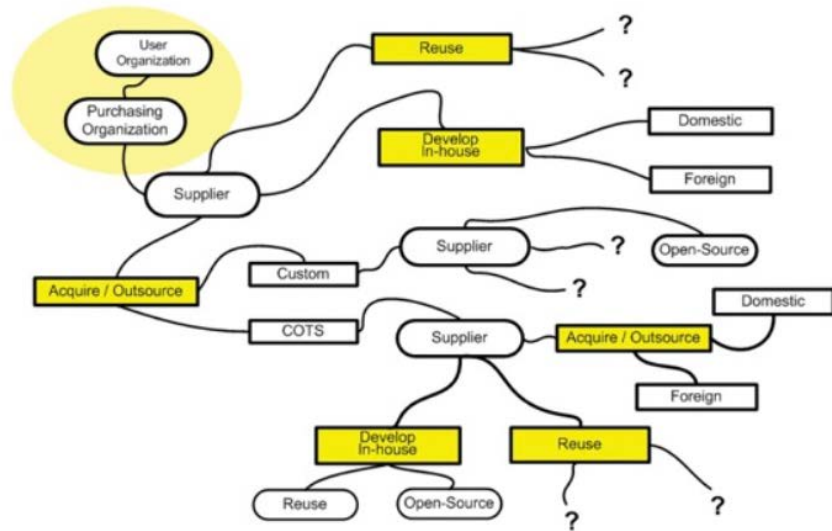 User
Organization
Purchasing
Organization
Supplier
Reuse
?
?
Develop
In-house
Domestic
Foreign
Acquire / Outsource
Custom
Supplier
?
?
Open-Source
COTS
Supplier
Acquire / Outsource
Domestic
Foreign
Develop
In-house
Reuse
Open-Source
Reuse
?
?